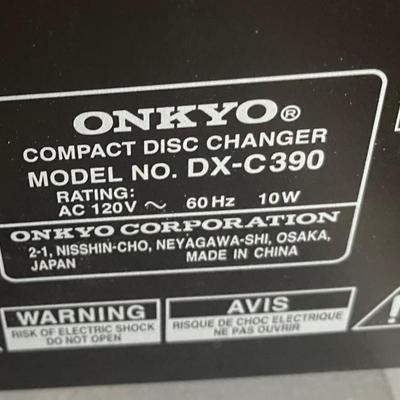 ONKYO®
COMPACT DISC CHANGER
MODEL NO. DX-C390
RATING:
AC 120V ~ 60 Hz 10W
ONKYO CORPORATION
2-1, NISSHIN-CHO, NEYAGAWA-SHI, OSAKA,
JAPAN MADE IN CHINA
WARNING
RISK OF ELECTRIC SHOCK
DO NOT OPEN
AVIS
RISQUE DE CHOC ELECTRIQUE
NE PAS OUVRIR